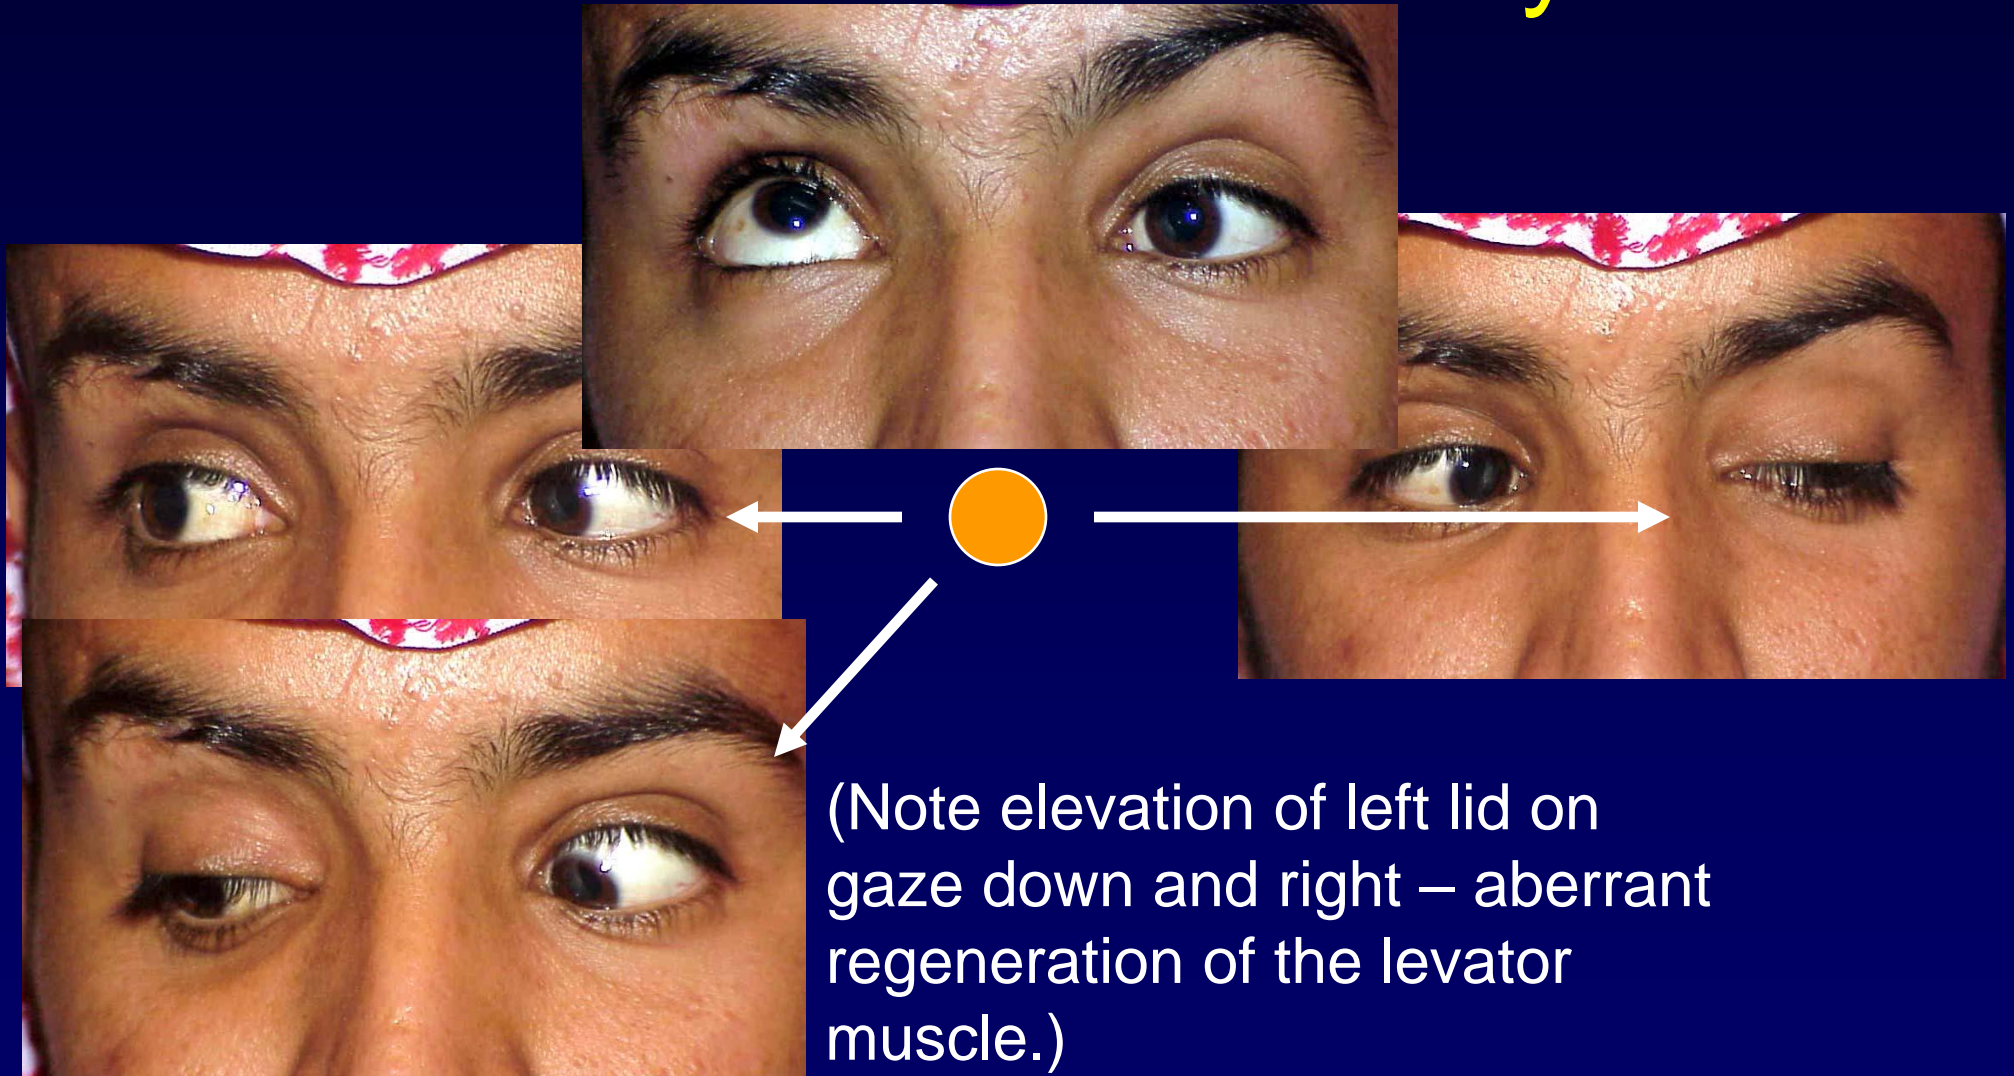 (Note elevation of left lid on
gaze down and right – aberrant
regeneration of the levator
muscle.)